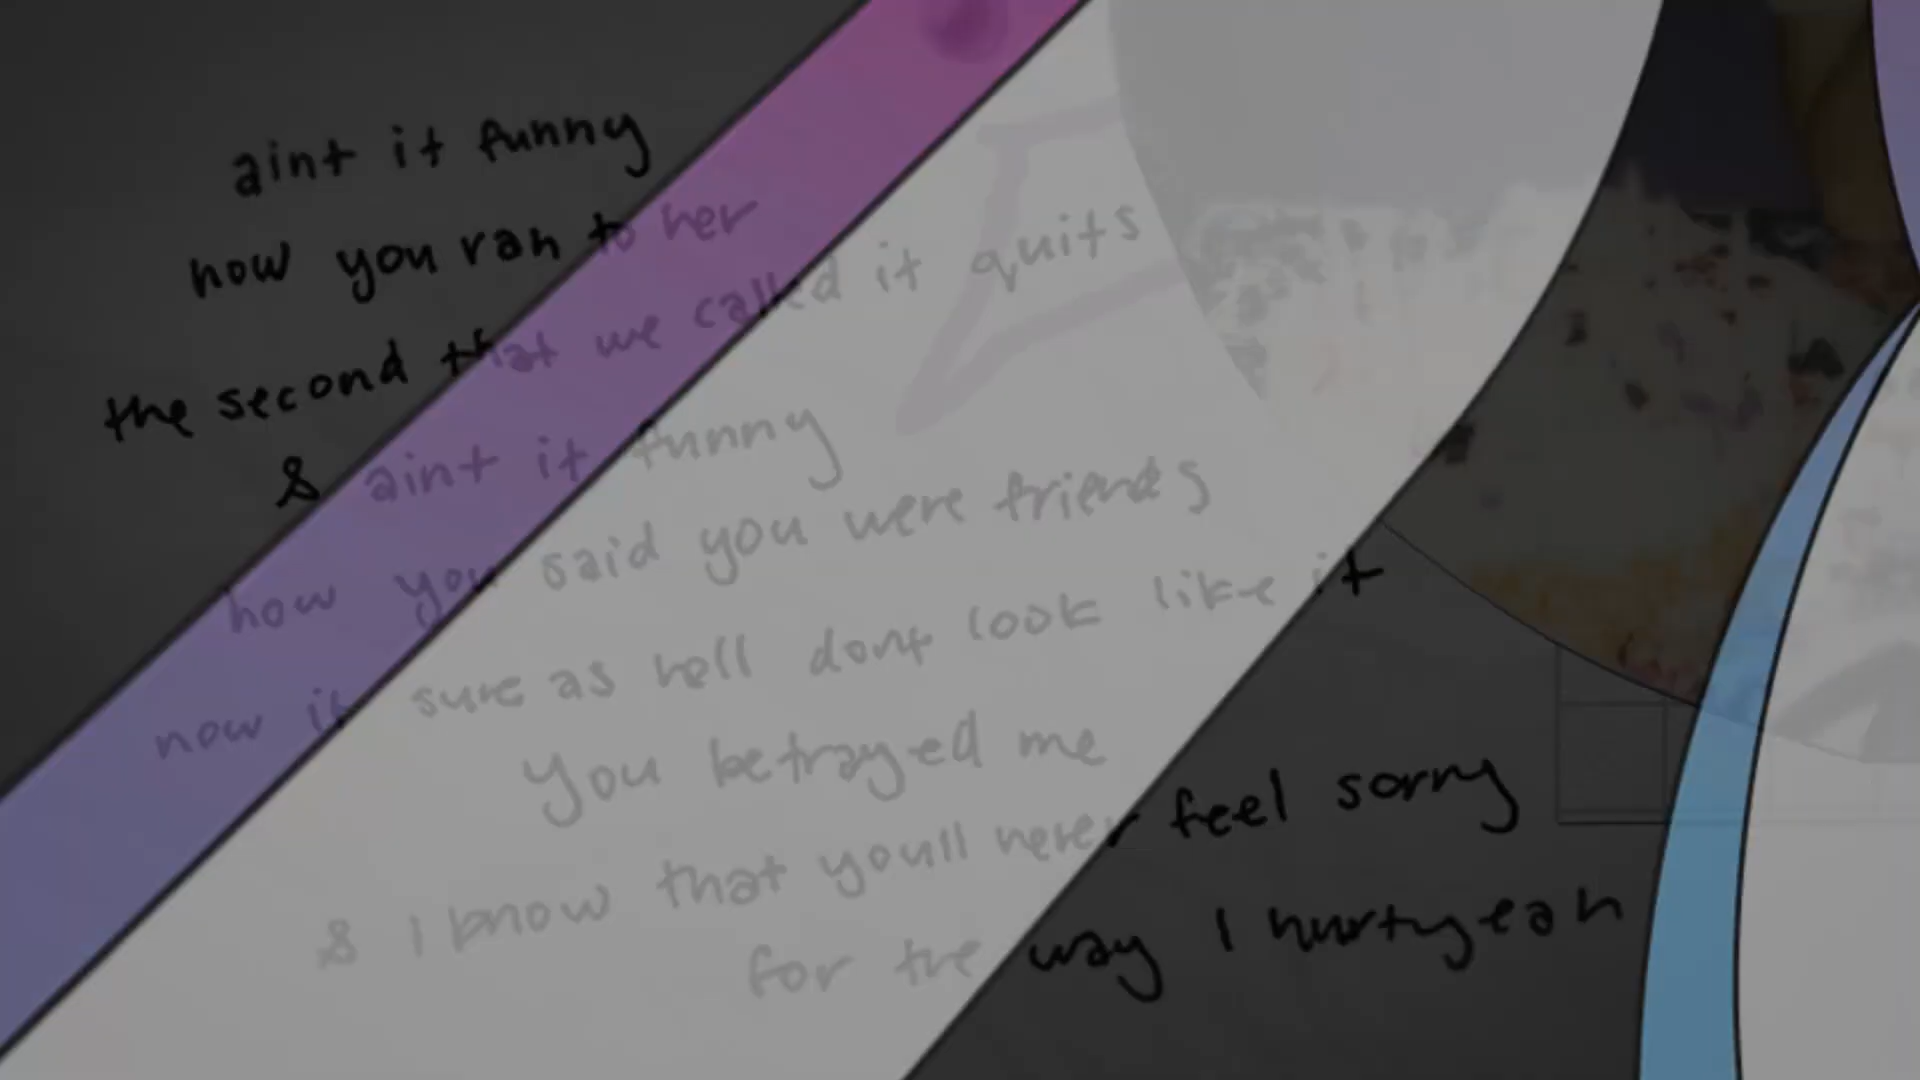 aint it funny
how you ran to her
the second that we called it quits
& aint it funny
how you said you were friends
now it sure as hell dont look like it
You betrayed me
& I know that youll never feel sorry
for the way I hurt yeah